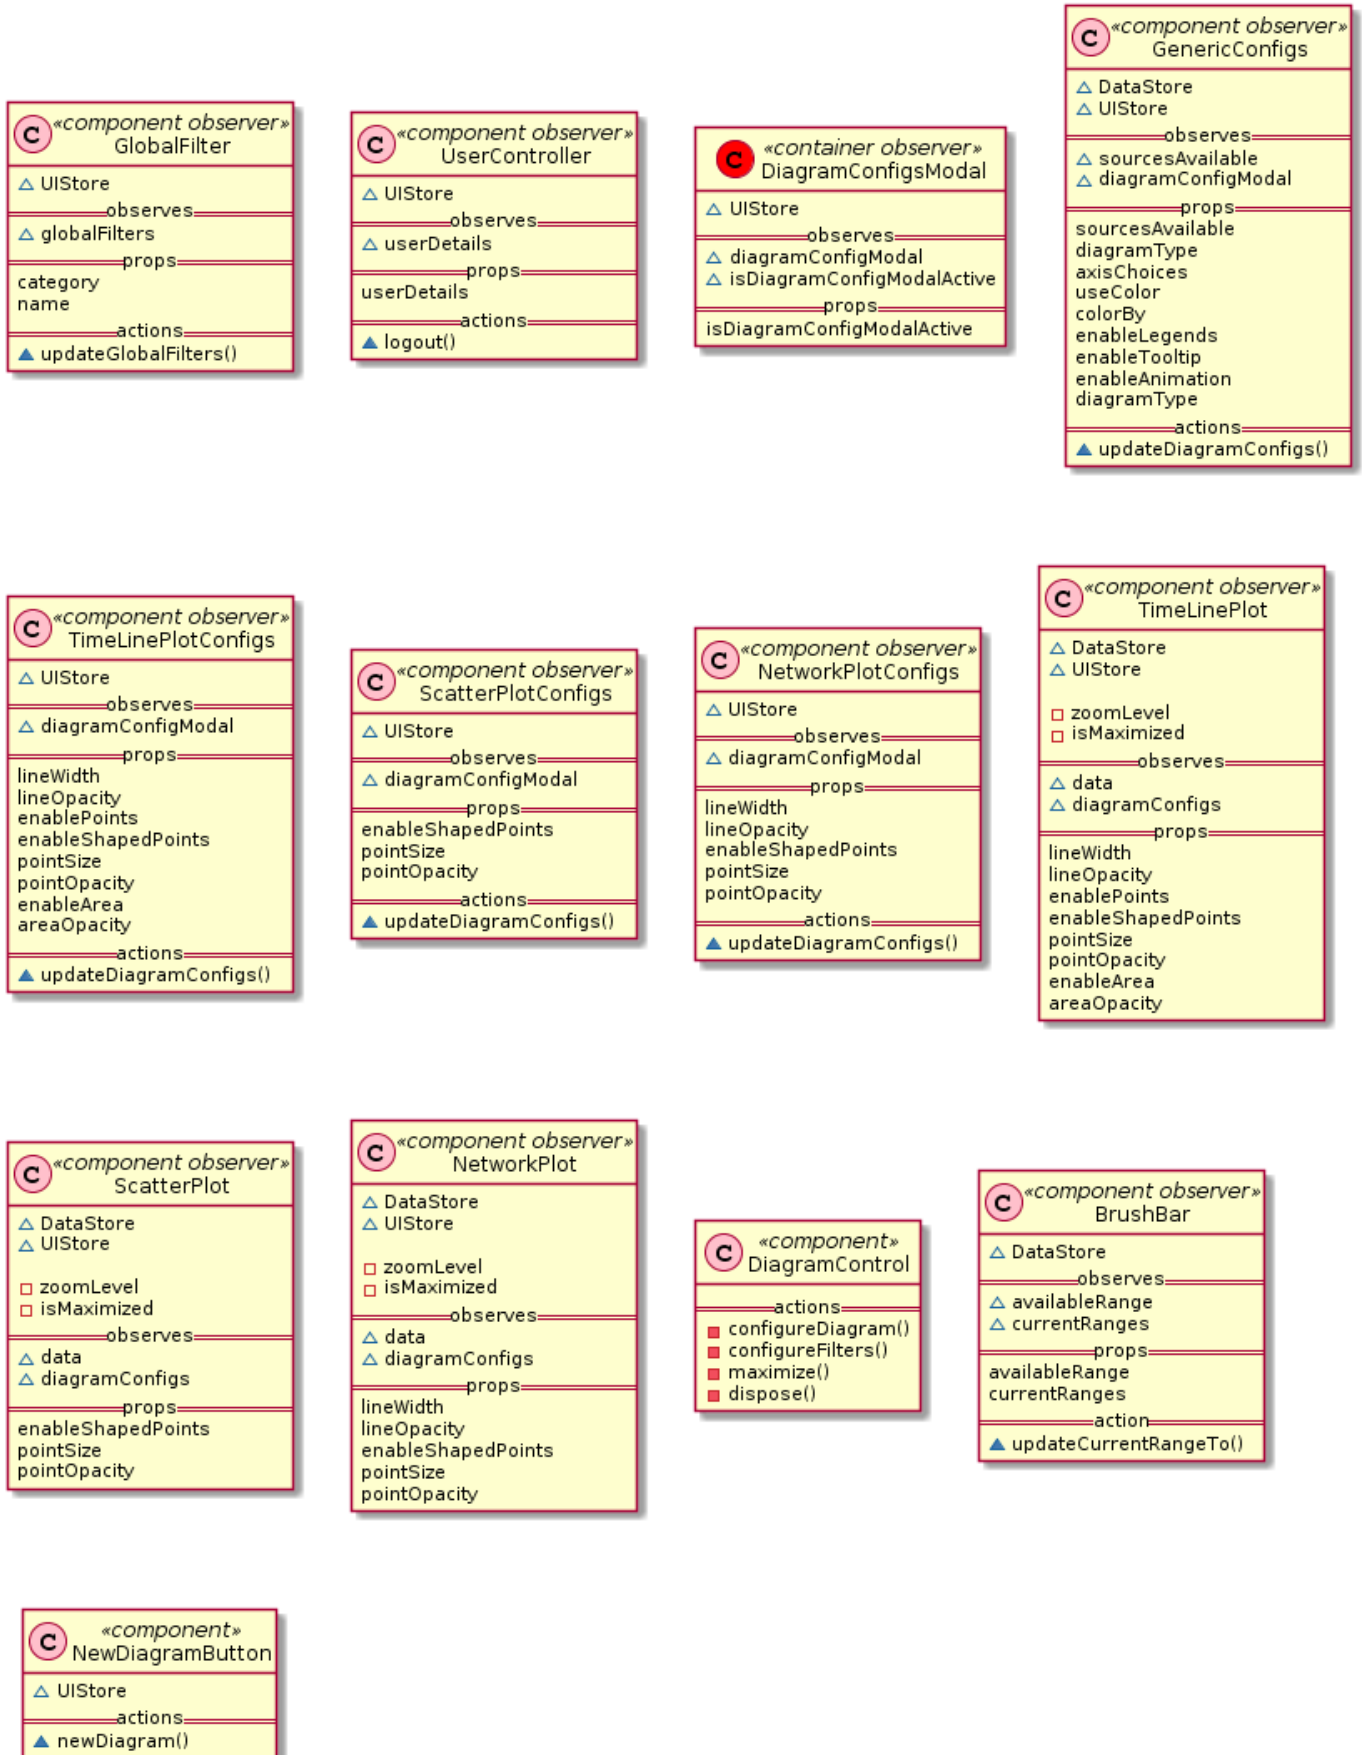 C
«component observer»
GlobalFilter
UIStore
observes
globalFilters
props
category
name
actions
updateGlobalFilters()
C
«component observer»
UserController
UIStore
observes
userDetails
props
userDetails
actions
logout()
C
«container observer»
DiagramConfigsModal
UIStore
observes
diagramConfigModal
isDiagramConfigModalActive
props
isDiagramConfigModalActive
C
«component observer»
GenericConfigs
DataStore
UIStore
observes
sourcesAvailable
diagramConfigModal
props
sourcesAvailable
diagramType
axisChoices
useColor
colorBy
enableLegends
enableTooltip
enableAnimation
diagramType
actions
updateDiagramConfigs()
C
«component observer»
TimeLinePlotConfigs
UIStore
observes
diagramConfigModal
props
lineWidth
lineOpacity
enablePoints
enableShapedPoints
pointSize
pointOpacity
enableArea
areaOpacity
actions
updateDiagramConfigs()
C
«component observer»
ScatterPlotConfigs
UIStore
observes
diagramConfigModal
props
enableShapedPoints
pointSize
pointOpacity
actions
updateDiagramConfigs()
C
«component observer»
NetworkPlotConfigs
UIStore
observes
diagramConfigModal
props
lineWidth
lineOpacity
enableShapedPoints
pointSize
pointOpacity
actions
updateDiagramConfigs()
C
«component observer»
TimeLinePlot
DataStore
UIStore
zoomLevel
isMaximized
observes
data
diagramConfigs
props
lineWidth
lineOpacity
enablePoints
enableShapedPoints
pointSize
pointOpacity
enableArea
areaOpacity
C
«component observer»
ScatterPlot
DataStore
UIStore
zoomLevel
isMaximized
observes
data
diagramConfigs
props
enableShapedPoints
pointSize
pointOpacity
C
«component observer»
NetworkPlot
DataStore
UIStore
zoomLevel
isMaximized
observes
data
diagramConfigs
props
lineWidth
lineOpacity
enableShapedPoints
pointSize
pointOpacity
C
«component»
DiagramControl
actions
configureDiagram()
configureFilters()
maximize()
dispose()
C
«component observer»
BrushBar
DataStore
observes
availableRange
currentRanges
props
availableRange
currentRanges
action
updateCurrentRangeTo()
C
«component»
NewDiagramButton
UIStore
actions
newDiagram()